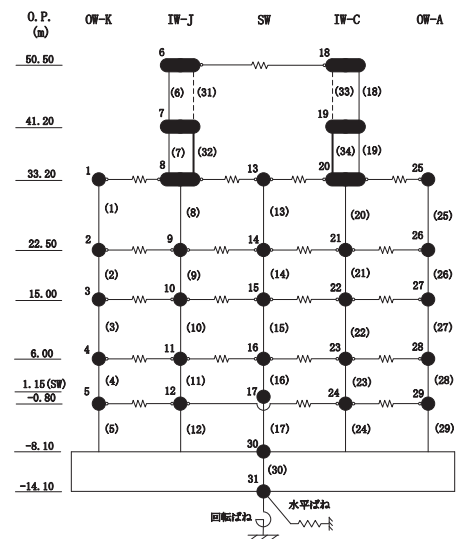 O.P. OW-K IW-J SW IW-C OW-A
(m)
6 18
50.50
(6) (31) (33) (18)
7 19
41.20
(7) (32) (34) (19)
1 8 13 20 25
33.20
(1) (8) (13) (20) (25)
2 9 14 21 26
22.50
(2) (9) (14) (21) (26)
3 10 15 22 27
15.00
(3) (10) (15) (22) (27)
4 11 16 23 28
6.00
(4) (11) (16) (23) (28)
1.15(SW)
5 12 17 24 29
-0.80
(5) (12) (17) (24) (29)
30
-8.10
(30)
31
-14.10
水平ばね
回転ばね